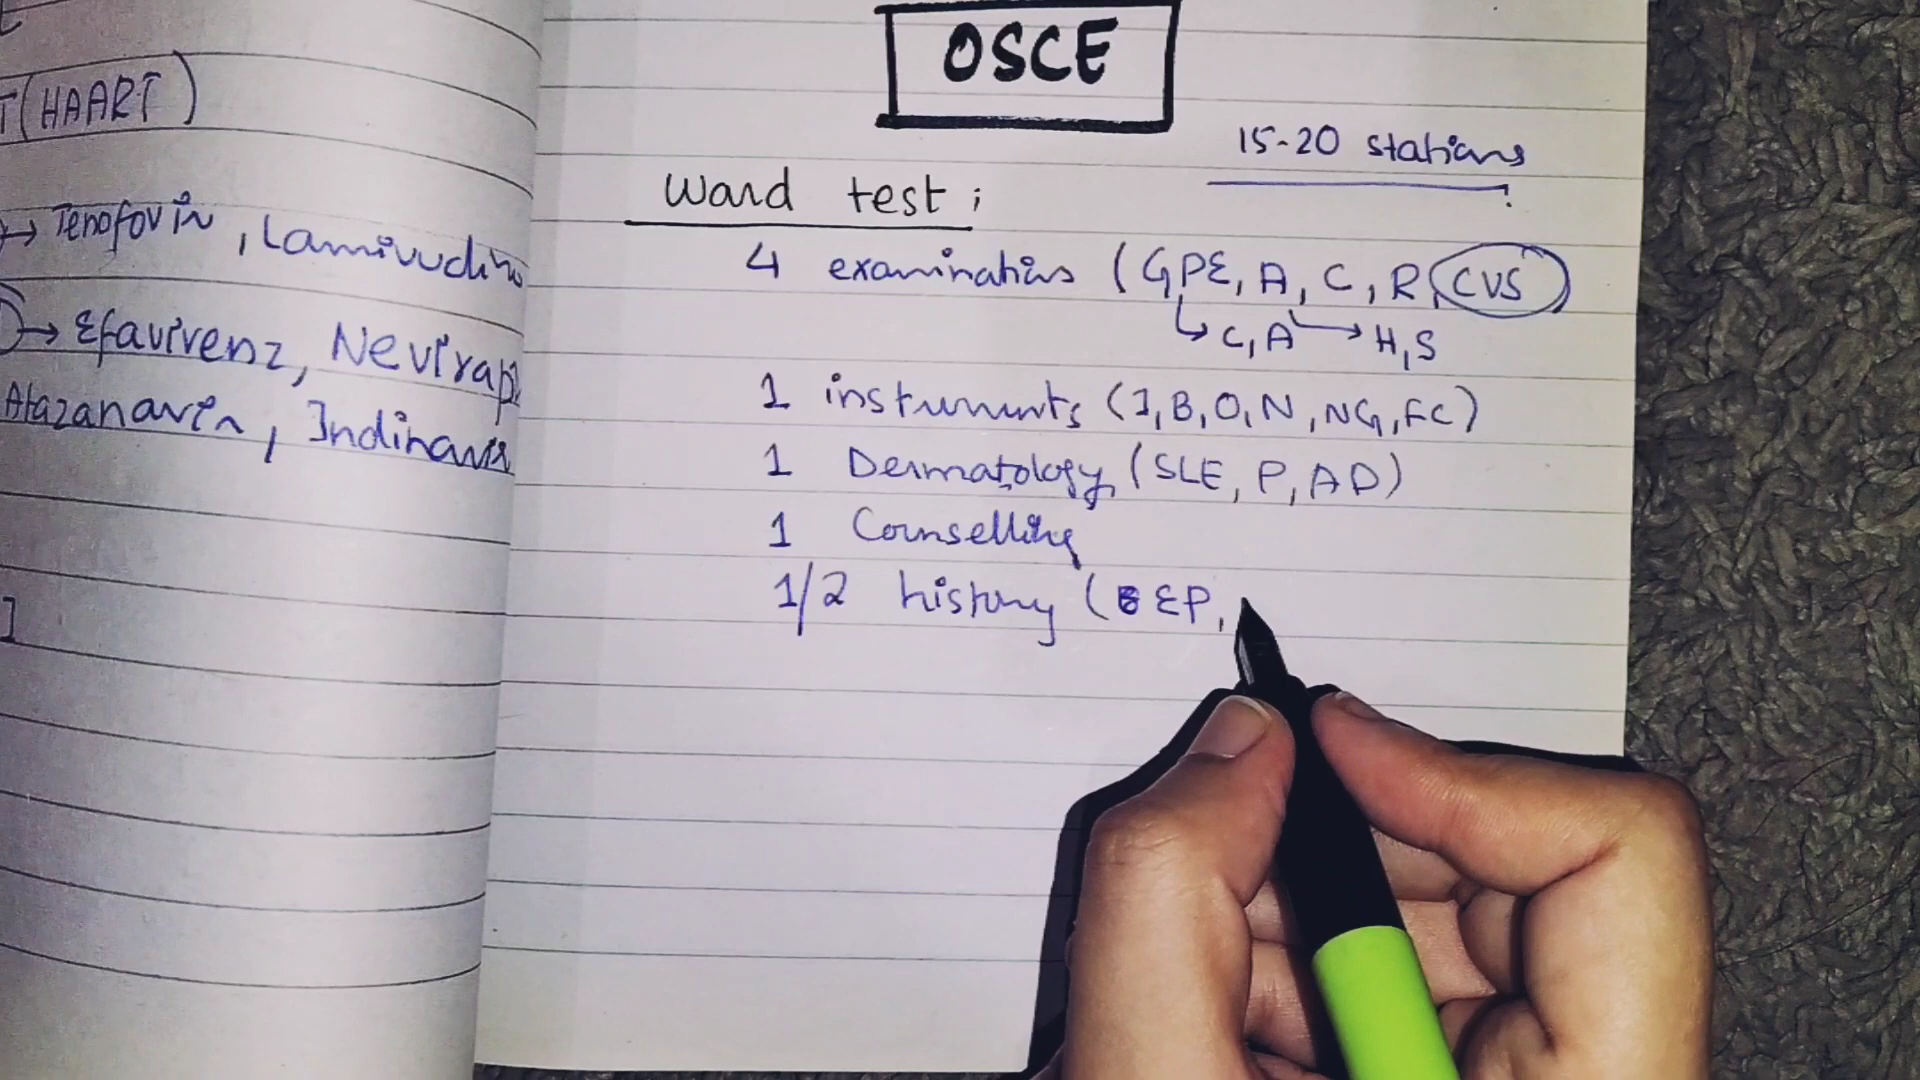 T(HAART)
→ Tenofovir, Lamivudin
→ Efavirenz, Nevirap
Atazanavir, Indinavir
OSCE
15-20 stations
Ward test;
4 examinations (GPE, A, C, R, CVS)
↳ C, A → H, S
1 instruments (I, B, O, N, NG, FC)
1 Dermatology (SLE, P, AD)
1 Counselling
1/2 history (EP,